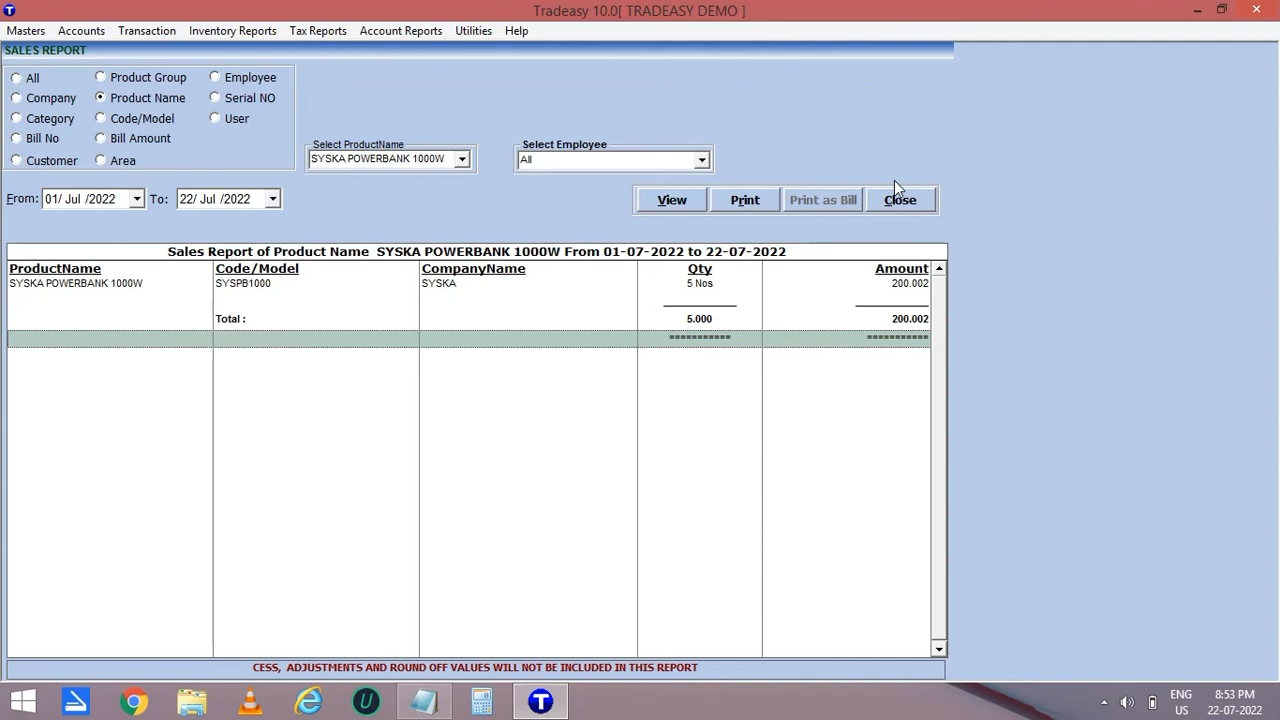 Tradeasy 10.0[ TRADEASY DEMO ]
Masters Accounts Transaction Inventory Reports Tax Reports Account Reports Utilities Help
SALES REPORT
All Product Group Employee
Company Product Name Serial NO
Category Code/Model User
Bill No Bill Amount
Customer Area
Select ProductName
SYSKA POWERBANK 1000W
Select Employee
All
From: 01/ Jul /2022 To: 22/ Jul /2022
View Print Print as Bill Close
Sales Report of Product Name SYSKA POWERBANK 1000W From 01-07-2022 to 22-07-2022
ProductName Code/Model CompanyName Qty Amount
SYSKA POWERBANK 1000W SYSPB1000 SYSKA 5 Nos 200.002
Total : 5.000 200.002
=========== ===========
CESS, ADJUSTMENTS AND ROUND OFF VALUES WILL NOT BE INCLUDED IN THIS REPORT
ENG 8:53 PM
US 22-07-2022